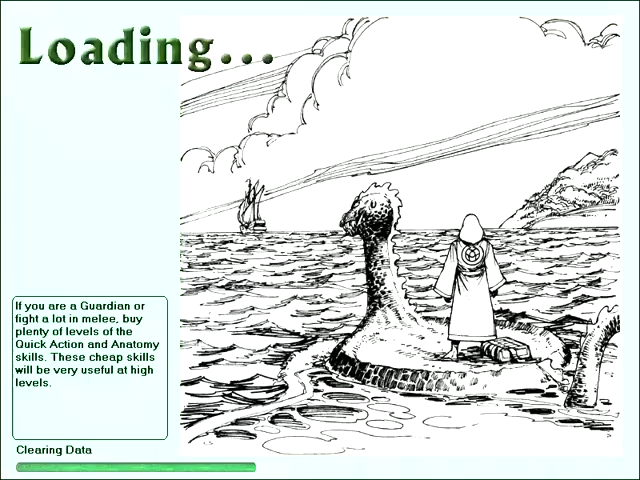 Loading...
If you are a Guardian or
fight a lot in melee, buy
plenty of levels of the
Quick Action and Anatomy
skills. These cheap skills
will be very useful at high
levels.
Clearing Data